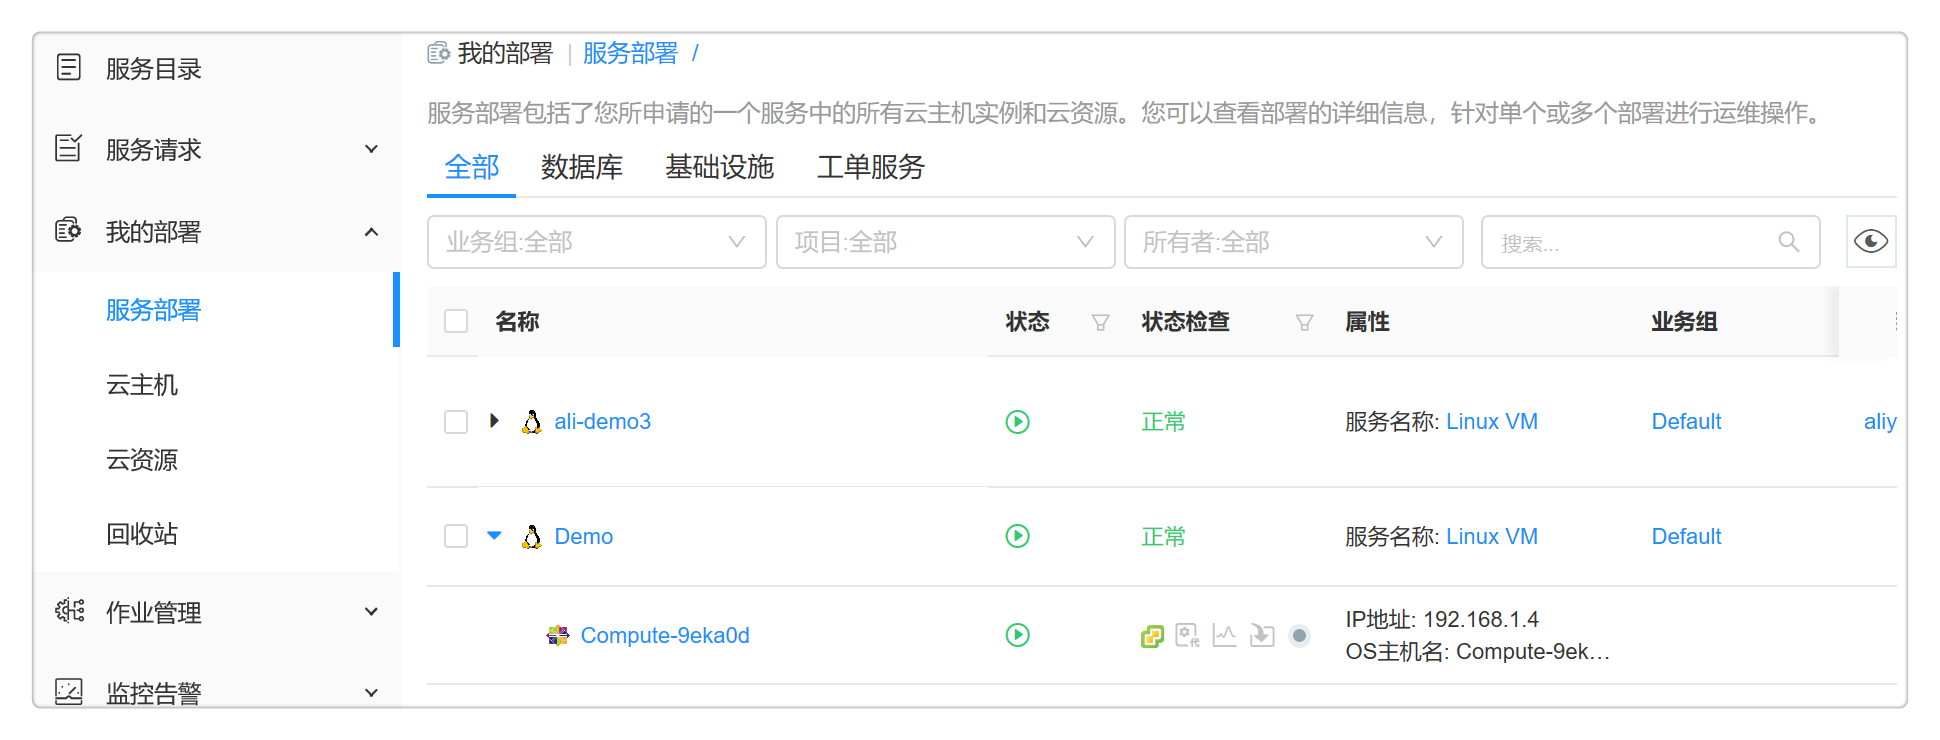 服务目录
服务请求
我的部署
服务部署
云主机
云资源
回收站
作业管理
监控告警
我的部署 | 服务部署 /
服务部署包括了您所申请的一个服务中的所有云主机实例和云资源。您可以查看部署的详细信息，针对单个或多个部署进行运维操作。
全部 数据库 基础设施 工单服务
业务组:全部 项目:全部 所有者:全部 搜索...
名称 状态 状态检查 属性 业务组
ali-demo3 正常 服务名称: Linux VM Default aliy
Demo 正常 服务名称: Linux VM Default
Compute-9eka0d 代 IP地址: 192.168.1.4
OS主机名: Compute-9ek…